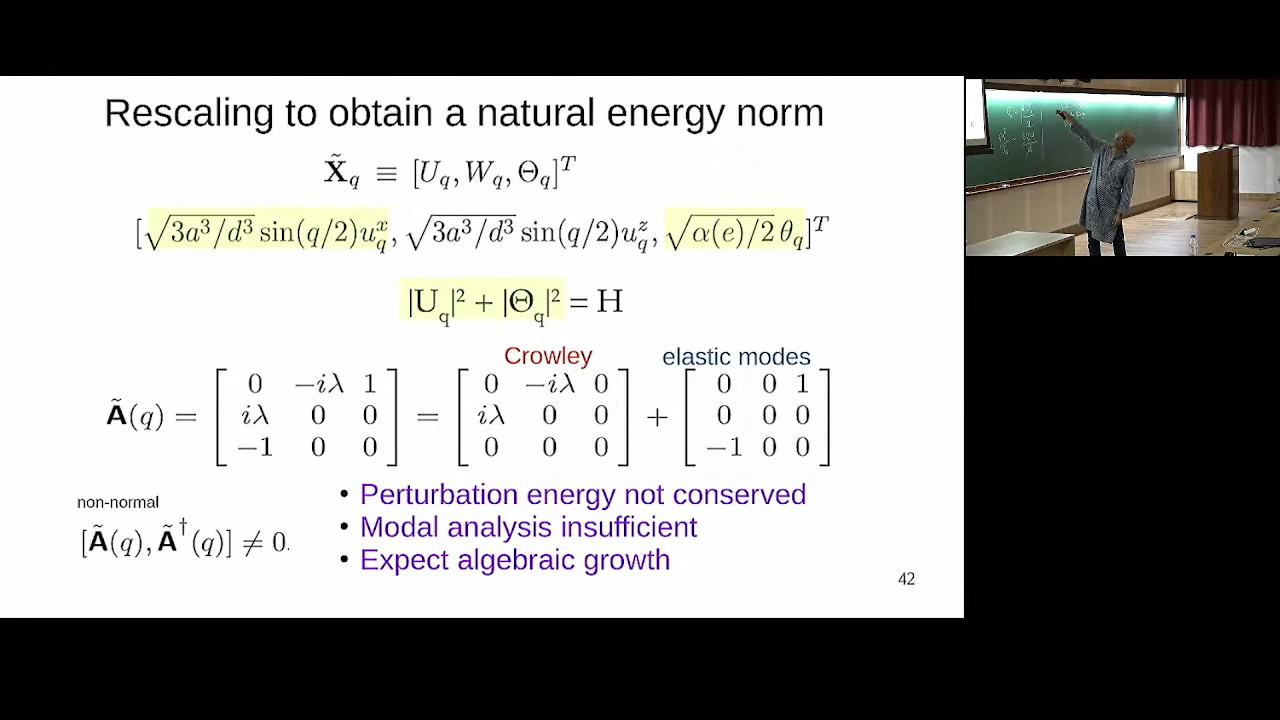 Rescaling to obtain a natural energy norm
X̃_q ≡ [U_q, W_q, Θ_q]^T
[√(3a³/d³) sin(q/2)u_q^x, √(3a³/d³) sin(q/2)u_q^z, √(α(e)/2) θ_q]^T
|U_q|² + |Θ_q|² = H
Crowley elastic modes
Ã(q) = [0 −iλ 1; iλ 0 0; −1 0 0] = [0 −iλ 0; iλ 0 0; 0 0 0] + [0 0 1; 0 0 0; −1 0 0]
non-normal
[Ã(q), Æ(q)] ≠ 0.
• Perturbation energy not conserved
• Modal analysis insufficient
• Expect algebraic growth
42